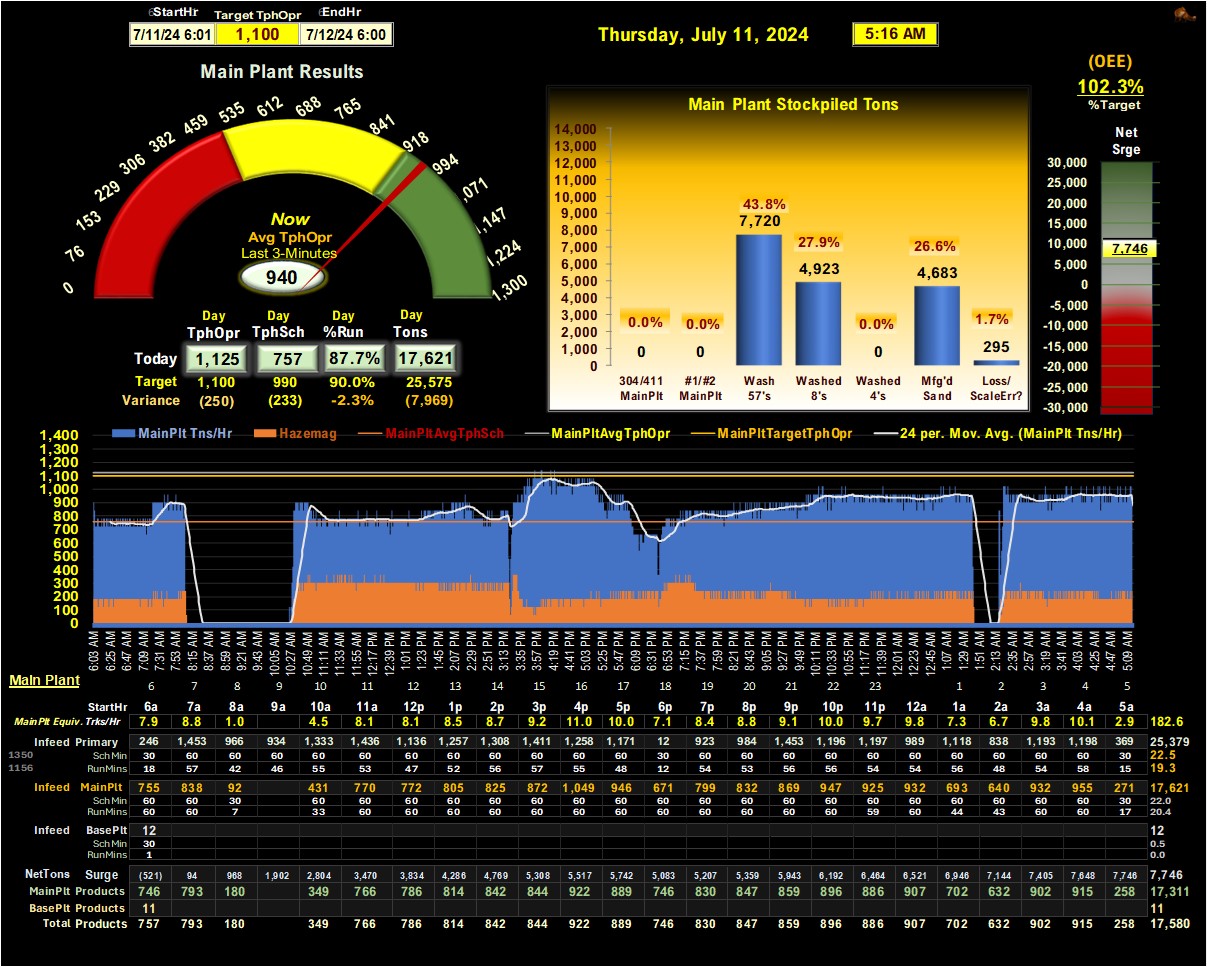 6StartHr Target TphOpr 6EndHr
7/11/24 6:01 1,100 7/12/24 6:00
Thursday, July 11, 2024 5:16 AM
(OEE)
102.3%
%Target
Main Plant Results
0 76 153 229 306 382 459 535 612 688 765 841 918 994 ,071 1,147 1,224 1,300
Now
Avg TphOpr
Last 3-Minutes
940
Day Day Day Day
TphOpr TphSch %Run Tons
Today 1,125 757 87.7% 17,621
Target 1,100 990 90.0% 25,575
Variance (250) (233) -2.3% (7,969)
Main Plant Stockpiled Tons
14,000
13,000
12,000
11,000
10,000
9,000
8,000
7,000
6,000
5,000
4,000
3,000
2,000
1,000
0
0.0% 0.0% 43.8% 27.9% 0.0% 26.6% 1.7%
0 0 7,720 4,923 0 4,683 295
304/411 #1/#2 Wash Washed Washed Mfg'd Loss/
MainPlt MainPlt 57's 8's 4's Sand ScaleErr?
Net
Srge
30,000
25,000
20,000
15,000
10,000
5,000
0
-5,000
-10,000
-15,000
-20,000
-25,000
-30,000
7,746
MainPlt Tns/Hr Hazemag MainPltAvgTphSch MainPltAvgTphOpr MainPltTargetTphOpr 24 per. Mov. Avg. (MainPlt Tns/Hr)
1,400
1,300
1,200
1,100
1,000
900
800
700
600
500
400
300
200
100
0
6:03 AM 6:25 AM 6:47 AM 7:09 AM 7:31 AM 7:53 AM 8:15 AM 8:37 AM 8:59 AM 9:21 AM 9:43 AM 10:05 AM 10:27 AM 10:49 AM 11:11 AM 11:33 AM 11:55 AM 12:17 PM 12:39 PM 1:01 PM 1:23 PM 1:45 PM 2:07 PM 2:29 PM 2:51 PM 3:13 PM 3:35 PM 3:57 PM 4:19 PM 4:41 PM 5:03 PM 5:25 PM 5:47 PM 6:09 PM 6:31 PM 6:53 PM 7:15 PM 7:37 PM 7:59 PM 8:21 PM 8:43 PM 9:05 PM 9:27 PM 9:49 PM 10:11 PM 10:33 PM 10:55 PM 11:17 PM 11:39 PM 12:01 AM 12:23 AM 12:45 AM 1:07 AM 1:29 AM 1:51 AM 2:13 AM 2:35 AM 2:57 AM 3:19 AM 3:41 AM 4:03 AM 4:25 AM 4:47 AM 5:09 AM
Main Plant
6 7 8 9 10 11 12 13 14 15 16 17 18 19 20 21 22 23 1 2 3 4 5
StartHr 6a 7a 8a 9a 10a 11a 12p 1p 2p 3p 4p 5p 6p 7p 8p 9p 10p 11p 12a 1a 2a 3a 4a 5a
MainPlt Equiv. Trks/Hr 7.9 8.8 1.0 4.5 8.1 8.1 8.5 8.7 9.2 11.0 10.0 7.1 8.4 8.8 9.1 10.0 9.7 9.8 7.3 6.7 9.8 10.1 2.9 182.6
Infeed Primary 246 1,453 966 934 1,333 1,436 1,136 1,257 1,308 1,411 1,258 1,171 12 923 984 1,453 1,196 1,197 989 1,118 838 1,193 1,198 369 25,379
1350 Sch Min 30 60 60 60 60 60 60 60 60 60 60 60 30 60 60 60 60 60 60 60 60 60 60 30 22.5
1156 RunMins 18 57 42 46 55 53 47 52 56 57 55 48 12 54 53 56 56 54 54 56 48 54 58 15 19.3
Infeed MainPlt 755 838 92 431 770 772 805 825 872 1,049 946 671 799 832 869 947 925 932 693 640 932 955 271 17,621
Sch Min 60 60 30 60 60 60 60 60 60 60 60 60 60 60 60 60 60 60 60 60 60 60 30 22.0
RunMins 60 60 7 33 60 60 60 60 60 60 60 60 60 60 60 60 59 60 44 43 60 60 17 20.4
Infeed BasePlt 12 12
Sch Min 30 0.5
RunMins 1 0.0
NetTons Surge (521) 94 968 1,902 2,804 3,470 3,834 4,286 4,769 5,308 5,517 5,742 5,083 5,207 5,359 5,943 6,192 6,464 6,521 6,946 7,144 7,405 7,648 7,746 7,746
MainPlt Products 746 793 180 349 766 786 814 842 844 922 889 746 830 847 859 896 886 907 702 632 902 915 258 17,311
BasePlt Products 11 11
Total Products 757 793 180 349 766 786 814 842 844 922 889 746 830 847 859 896 886 907 702 632 902 915 258 17,580